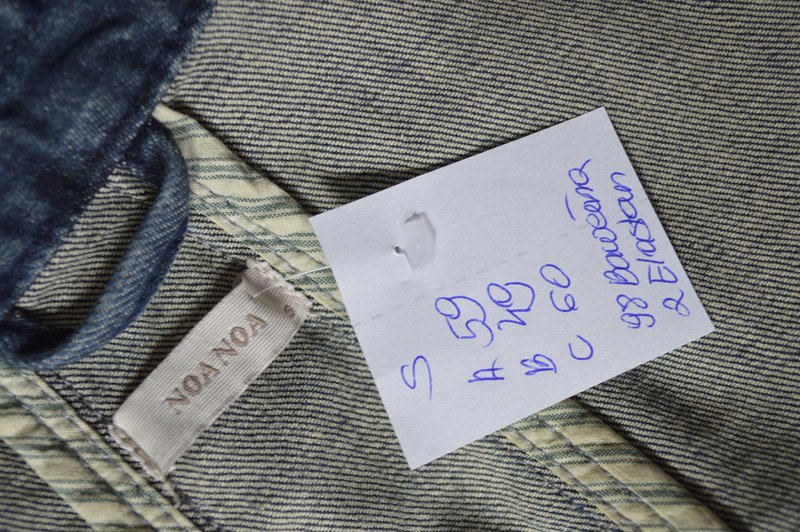 NOA NOA
S
S
A 59
B 49
C 60
98 Bawełna
2 Elastan